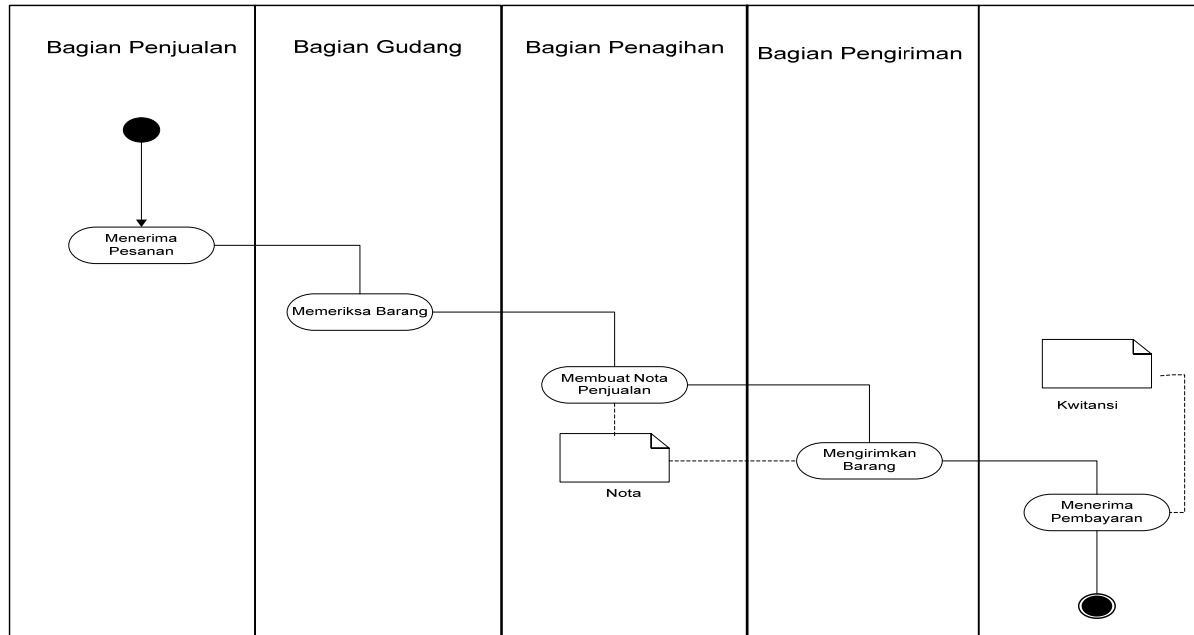 Bagian Penjualan
Bagian Gudang
Bagian Penagihan
Bagian Pengiriman
Menerima
Pesanan
Memeriksa Barang
Membuat Nota
Penjualan
Nota
Mengirimkan
Barang
Kwitansi
Menerima
Pembayaran